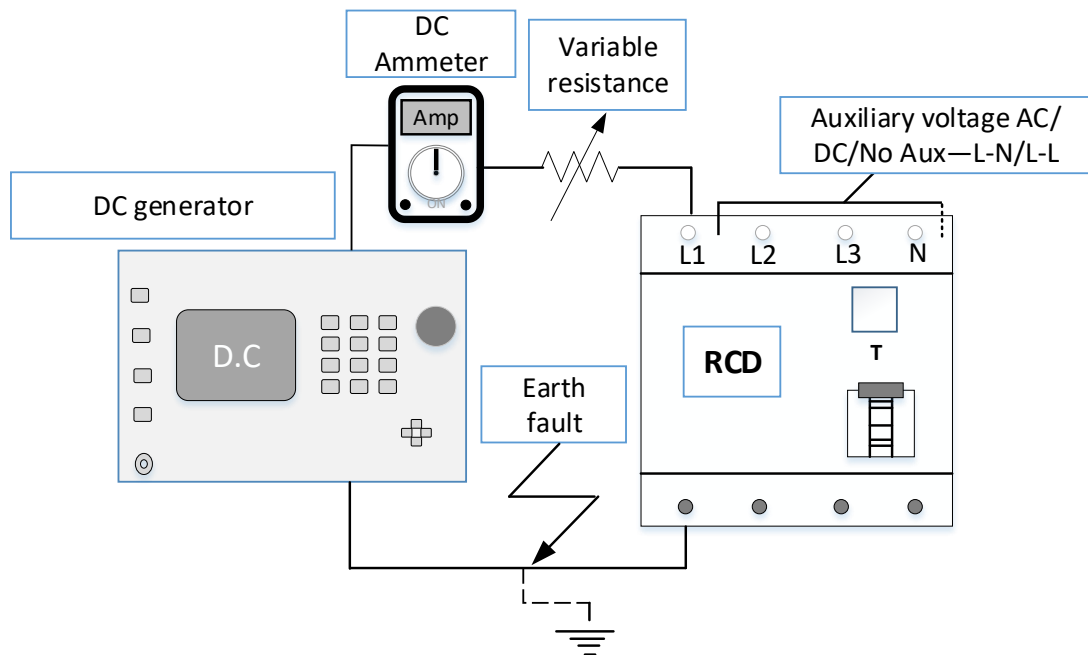 DC
Ammeter
Variable
resistance
Amp
ON
Auxiliary voltage AC/
DC/No Aux—L-N/L-L
DC generator
L1 L2 L3 N
D.C
T
RCD
Earth
fault